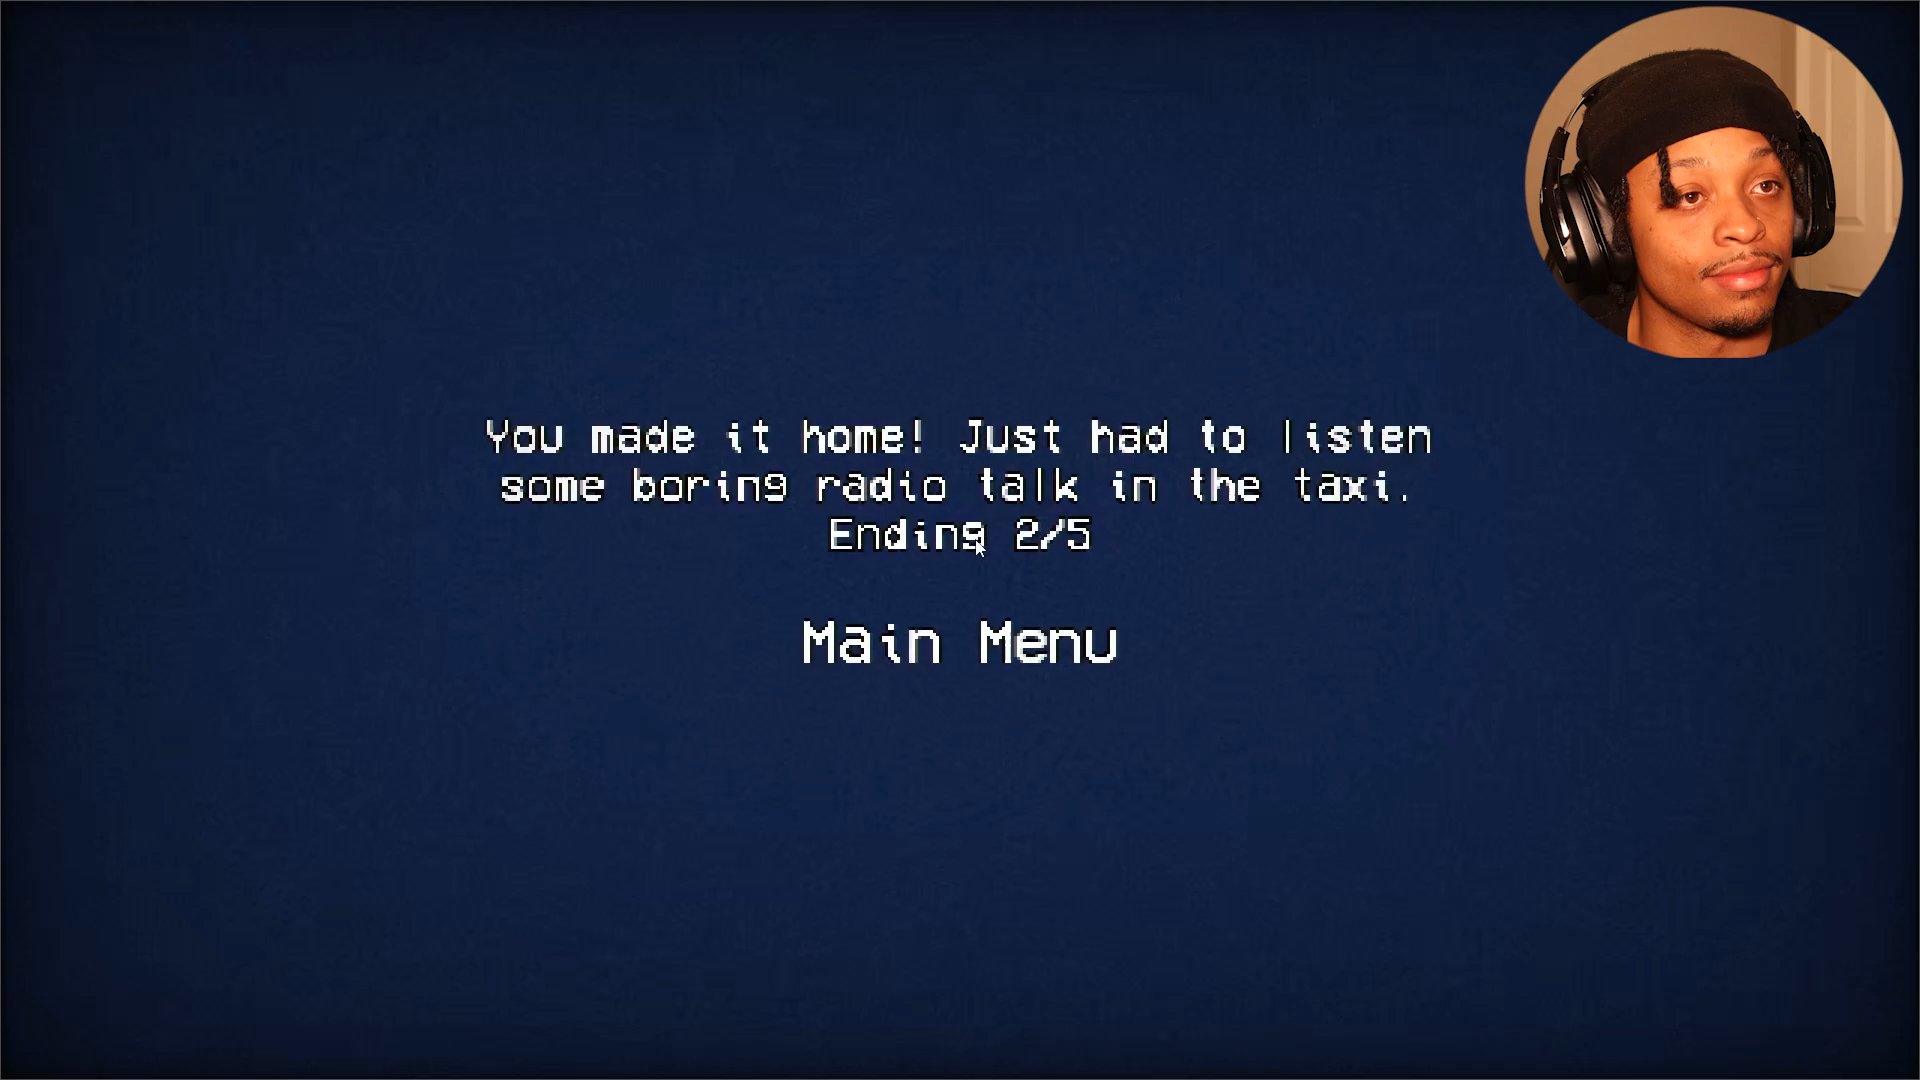 You made it home! Just had to listen
some boring radio talk in the taxi.
Ending 2/5
Main Menu